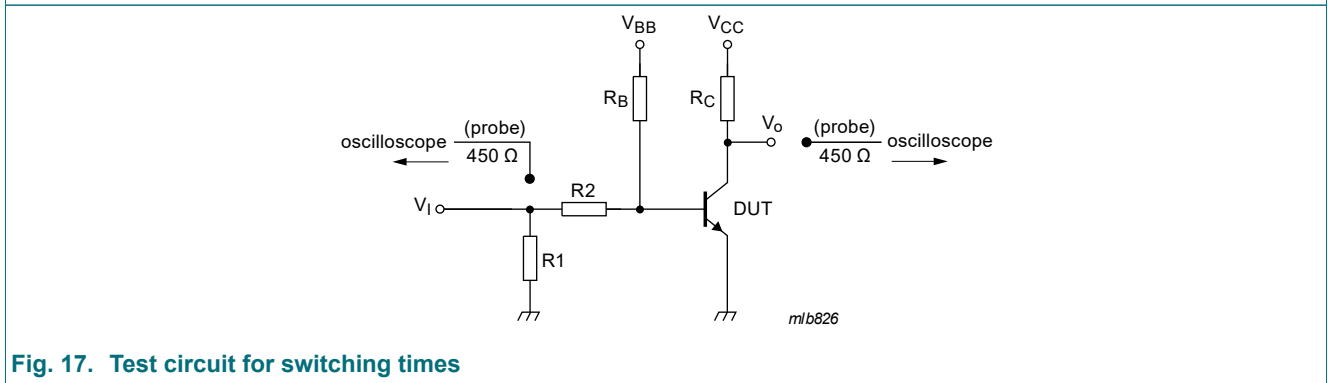 VBB
VCC
RB
RC
Vo
(probe)
oscilloscope
450 Ω
(probe)
oscilloscope
450 Ω
R2
VI
DUT
R1
mlb826
Fig. 17. Test circuit for switching times